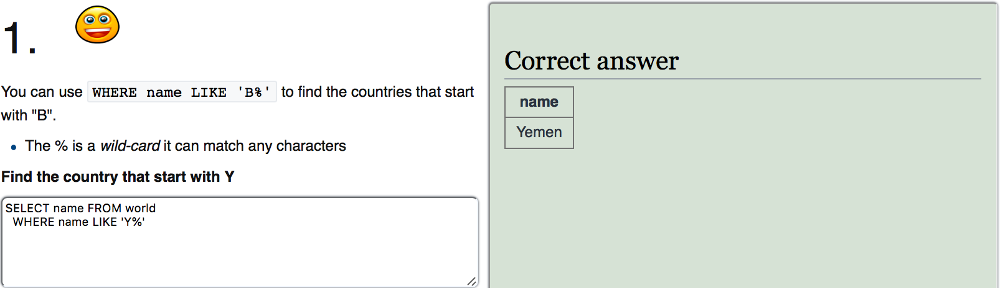 1.
You can use WHERE name LIKE 'B%' to find the countries that start
with "B".
The % is a wild-card it can match any characters
Find the country that start with Y
SELECT name FROM world
WHERE name LIKE 'Y%'
Correct answer
name
Yemen